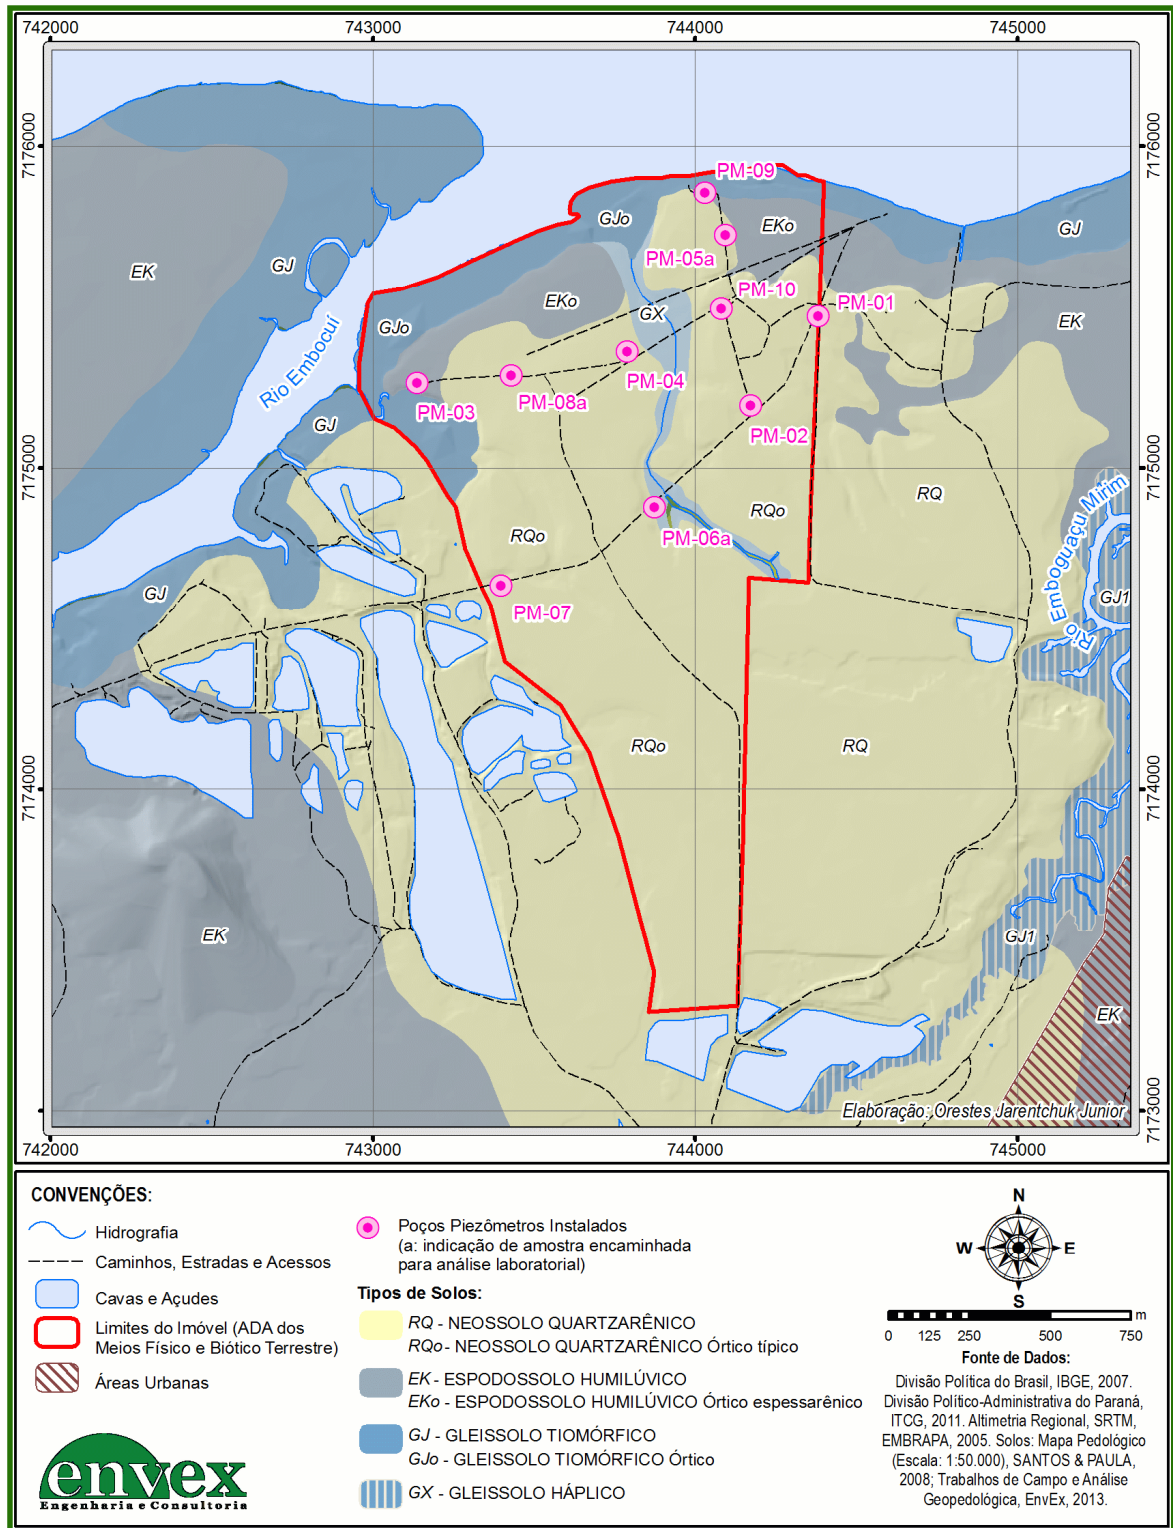 742000
743000
744000
745000
7176000
7176000
PM-09
GJo
EKo
GJ
EK
GJ
PM-05a
PM-10
EKo
GX
PM-01
GJo
EK
Rio Embocuí
PM-04
PM-03
PM-08a
GJ
PM-02
7175000
7175000
RQ
RQo
RQo
PM-06a
Rio Emboguaçu Mirim
GJ
GJ1
PM-07
RQo
RQ
7174000
7174000
EK
GJ1
EK
7173000
7173000
Elaboração: Orestes Jarentchuk Junior
742000
743000
744000
745000
CONVENÇÕES:
Hidrografia
Caminhos, Estradas e Acessos
Cavas e Açudes
Limites do Imóvel (ADA dos
Meios Físico e Biótico Terrestre)
Áreas Urbanas
envex
Engenharia e Consultoria
Poços Piezômetros Instalados
(a: indicação de amostra encaminhada
para análise laboratorial)
Tipos de Solos:
RQ - NEOSSOLO QUARTZARÊNICO
RQo - NEOSSOLO QUARTZARÊNICO Órtico típico
EK - ESPODOSSOLO HUMILÚVICO
EKo - ESPODOSSOLO HUMILÚVICO Órtico espessarênico
GJ - GLEISSOLO TIOMÓRFICO
GJo - GLEISSOLO TIOMÓRFICO Órtico
GX - GLEISSOLO HÁPLICO
N
W E
S
m
0 125 250 500 750
Fonte de Dados:
Divisão Política do Brasil, IBGE, 2007.
Divisão Político-Administrativa do Paraná,
ITCG, 2011. Altimetria Regional, SRTM,
EMBRAPA, 2005. Solos: Mapa Pedológico
(Escala: 1:50.000), SANTOS & PAULA,
2008; Trabalhos de Campo e Análise
Geopedológica, EnvEx, 2013.